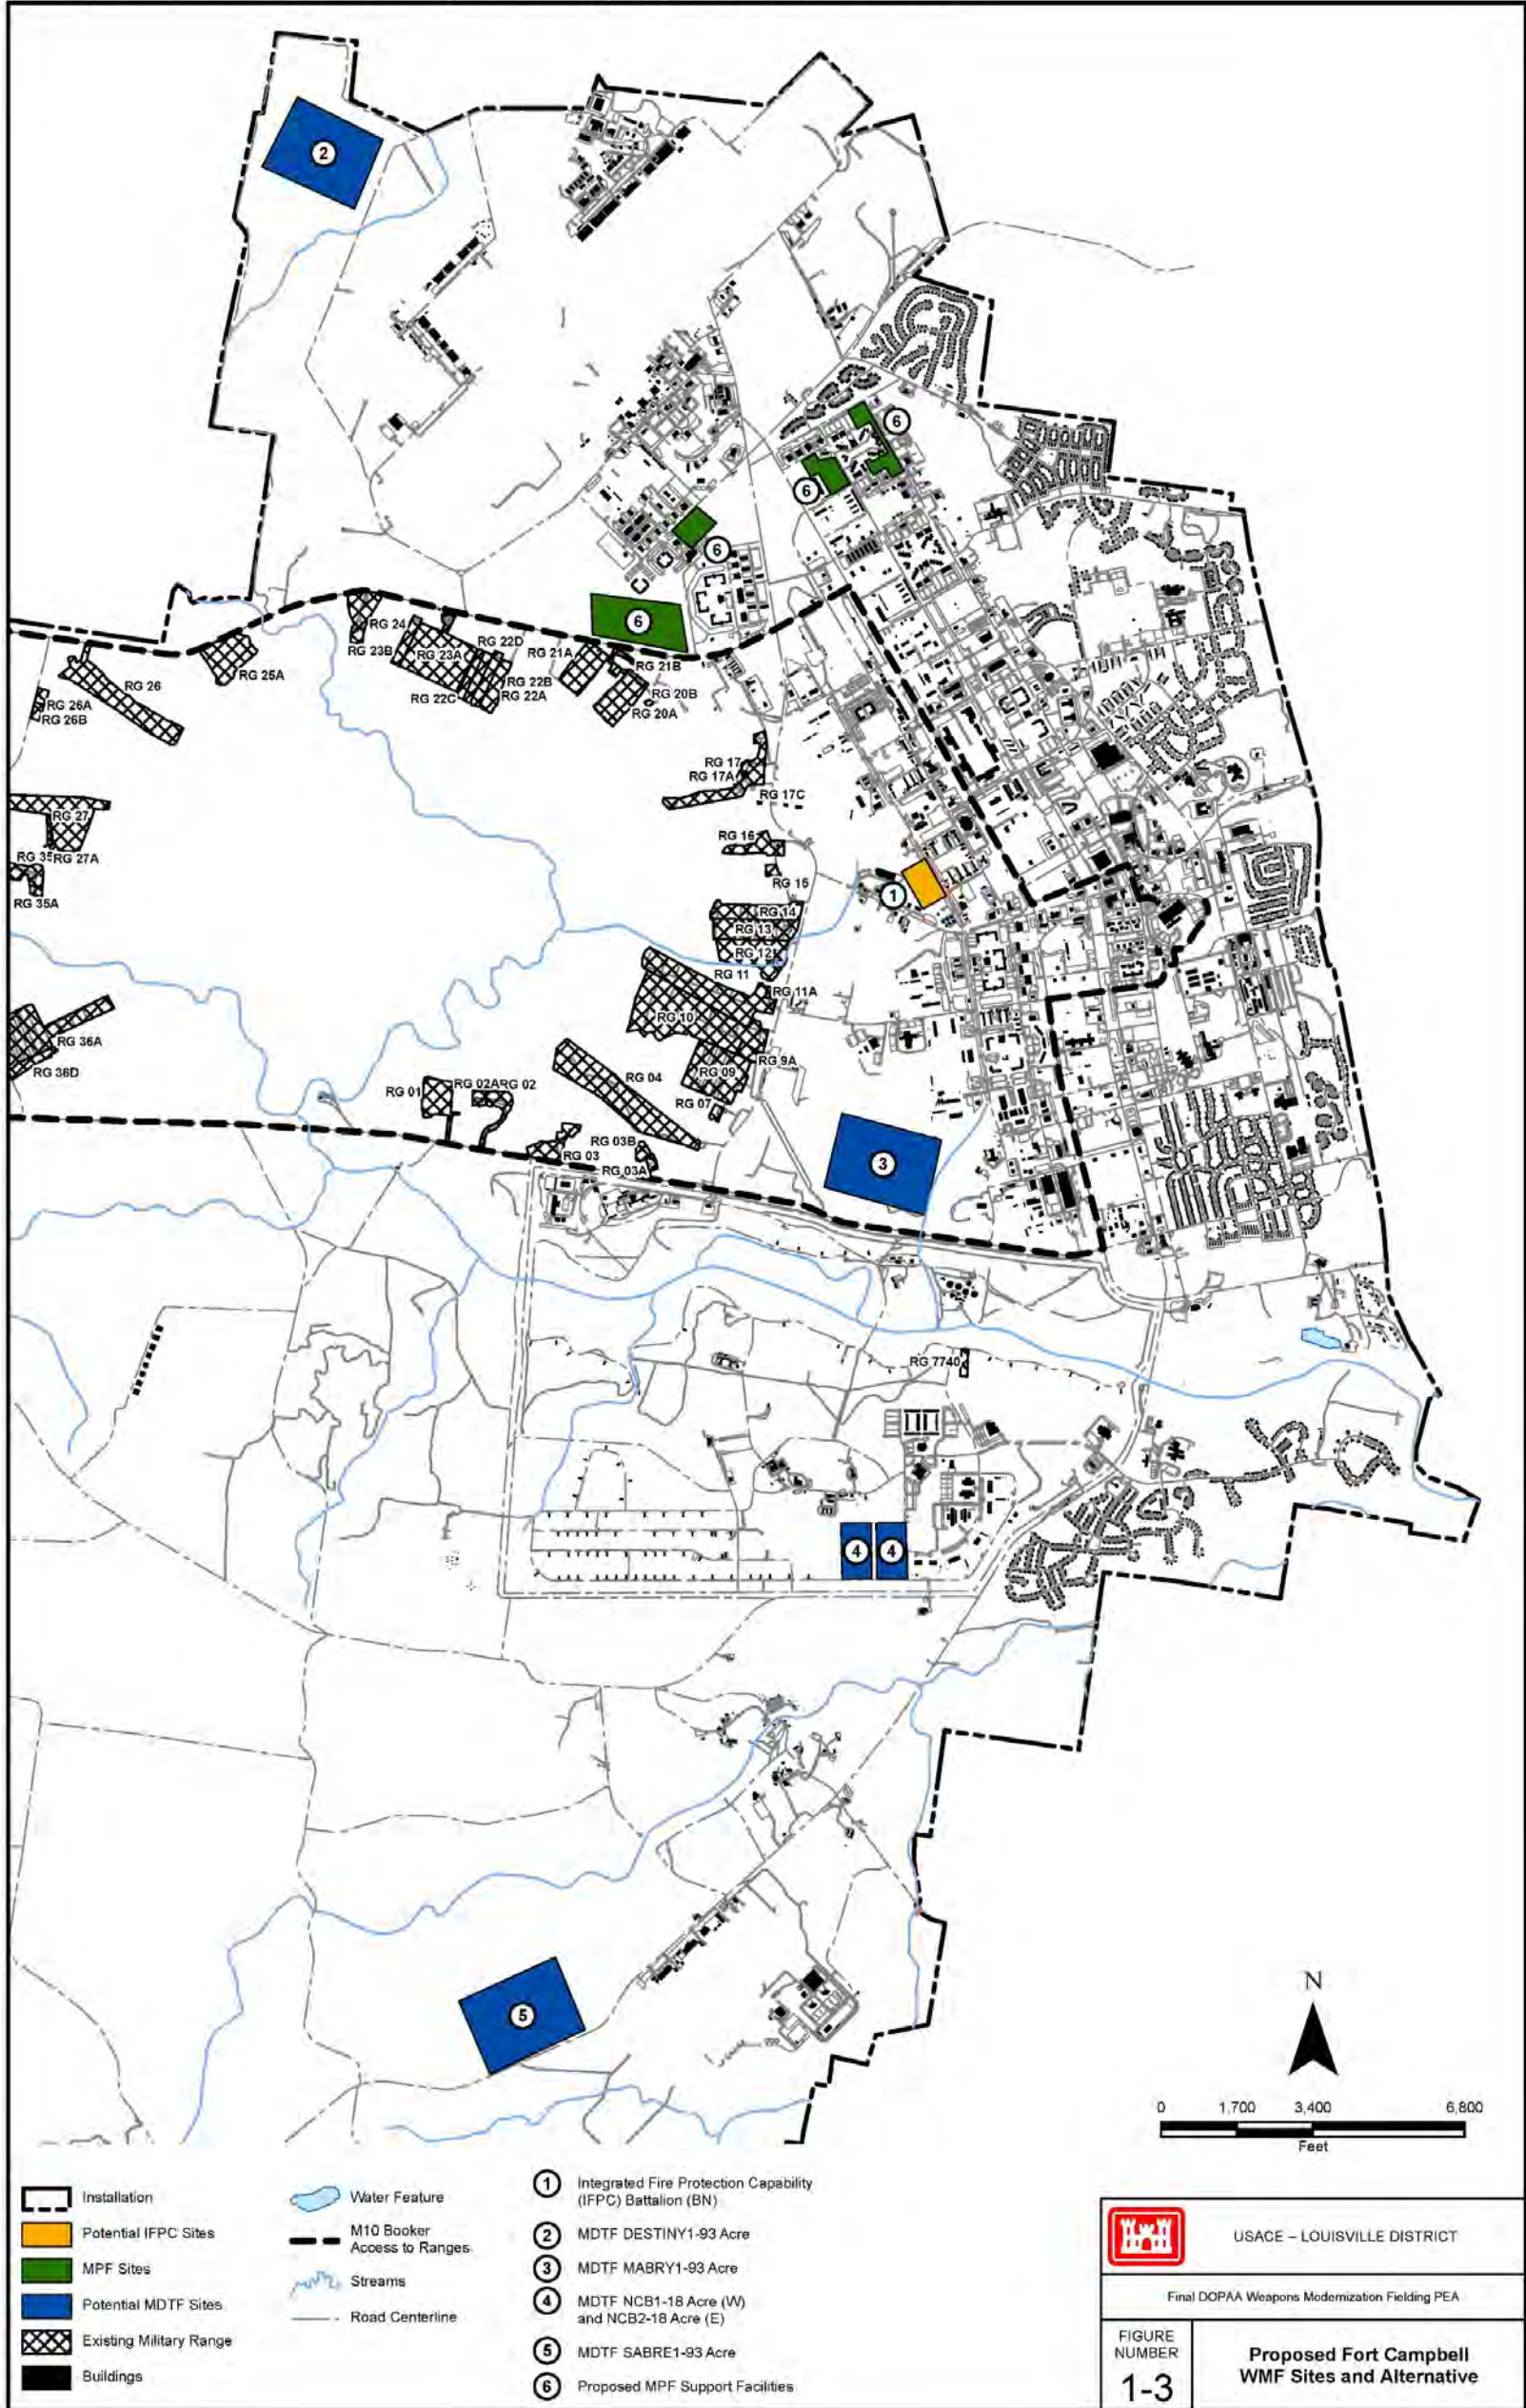 2
6
6
6
6
RG 24
RG 23B
RG 23A
RG 22D
RG 21A
RG 25A
RG 21B
RG 26
RG 22B
RG 22C
RG 22A
RG 20B
RG 20A
RG 26A
RG 26B
RG 17
RG 17A
RG 17C
RG 27
RG 16
RG 35
RG 27A
RG 15
RG 35A
1
RG 14
RG 13
RG 12
RG 11
RG 11A
RG 10
RG 36A
RG 9A
RG 36D
RG 09
RG 04
RG 01
RG 02A
RG 02
RG 07
RG 03B
RG 03
RG 03A
3
RG 7740
4
4
5
N
0 1,700 3,400 6,800
Feet
Installation
Potential IFPC Sites
MPF Sites
Potential MDTF Sites
Existing Military Range
Buildings
Water Feature
M10 Booker
Access to Ranges
Streams
Road Centerline
1 Integrated Fire Protection Capability
(IFPC) Battalion (BN)
2 MDTF DESTINY1-93 Acre
3 MDTF MABRY1-93 Acre
4 MDTF NCB1-18 Acre (W)
and NCB2-18 Acre (E)
5 MDTF SABRE1-93 Acre
6 Proposed MPF Support Facilities
USACE – LOUISVILLE DISTRICT
Final DOPAA Weapons Modernization Fielding PEA
FIGURE
NUMBER
1-3
Proposed Fort Campbell
WMF Sites and Alternative